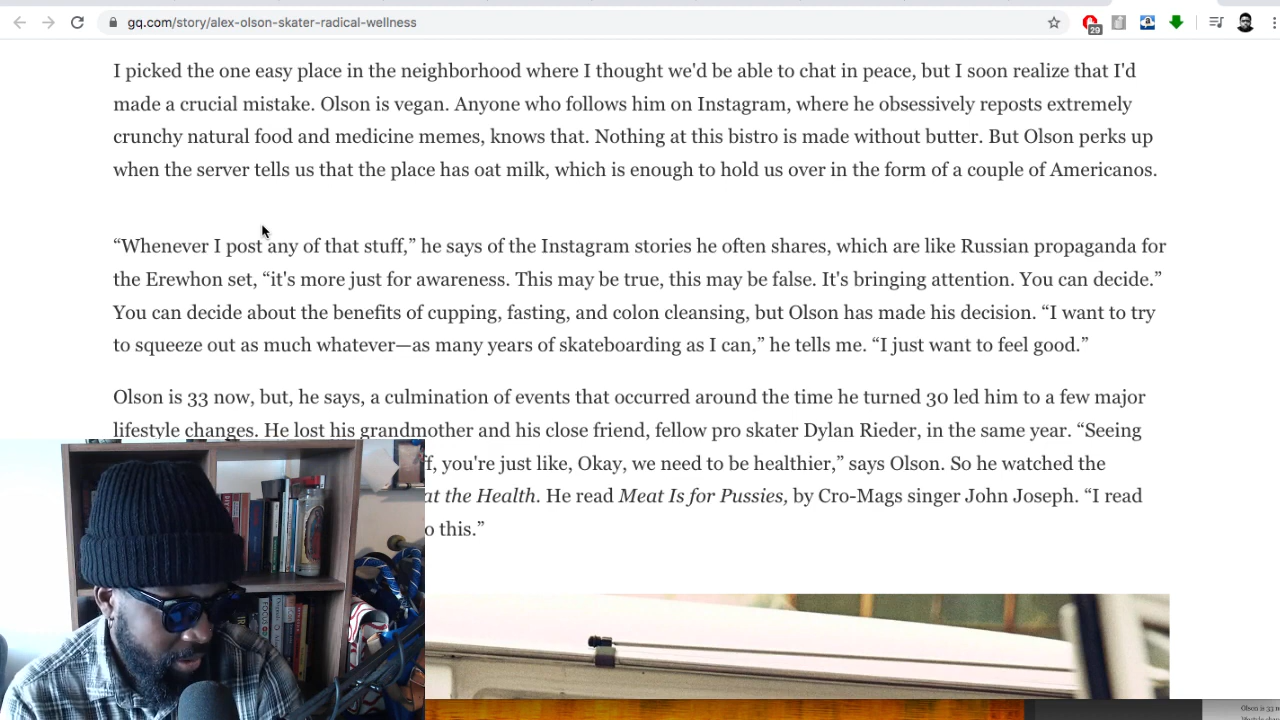 gq.com/story/alex-olson-skater-radical-wellness
29
I picked the one easy place in the neighborhood where I thought we'd be able to chat in peace, but I soon realize that I'd
made a crucial mistake. Olson is vegan. Anyone who follows him on Instagram, where he obsessively reposts extremely
crunchy natural food and medicine memes, knows that. Nothing at this bistro is made without butter. But Olson perks up
when the server tells us that the place has oat milk, which is enough to hold us over in the form of a couple of Americanos.
“Whenever I post any of that stuff,” he says of the Instagram stories he often shares, which are like Russian propaganda for
the Erewhon set, “it's more just for awareness. This may be true, this may be false. It's bringing attention. You can decide.”
You can decide about the benefits of cupping, fasting, and colon cleansing, but Olson has made his decision. “I want to try
to squeeze out as much whatever—as many years of skateboarding as I can,” he tells me. “I just want to feel good.”
Olson is 33 now, but, he says, a culmination of events that occurred around the time he turned 30 led him to a few major
lifestyle changes. He lost his grandmother and his close friend, fellow pro skater Dylan Rieder, in the same year. “Seeing
f, you're just like, Okay, we need to be healthier,” says Olson. So he watched the
at the Health. He read Meat Is for Pussies, by Cro-Mags singer John Joseph. “I read
o this.”